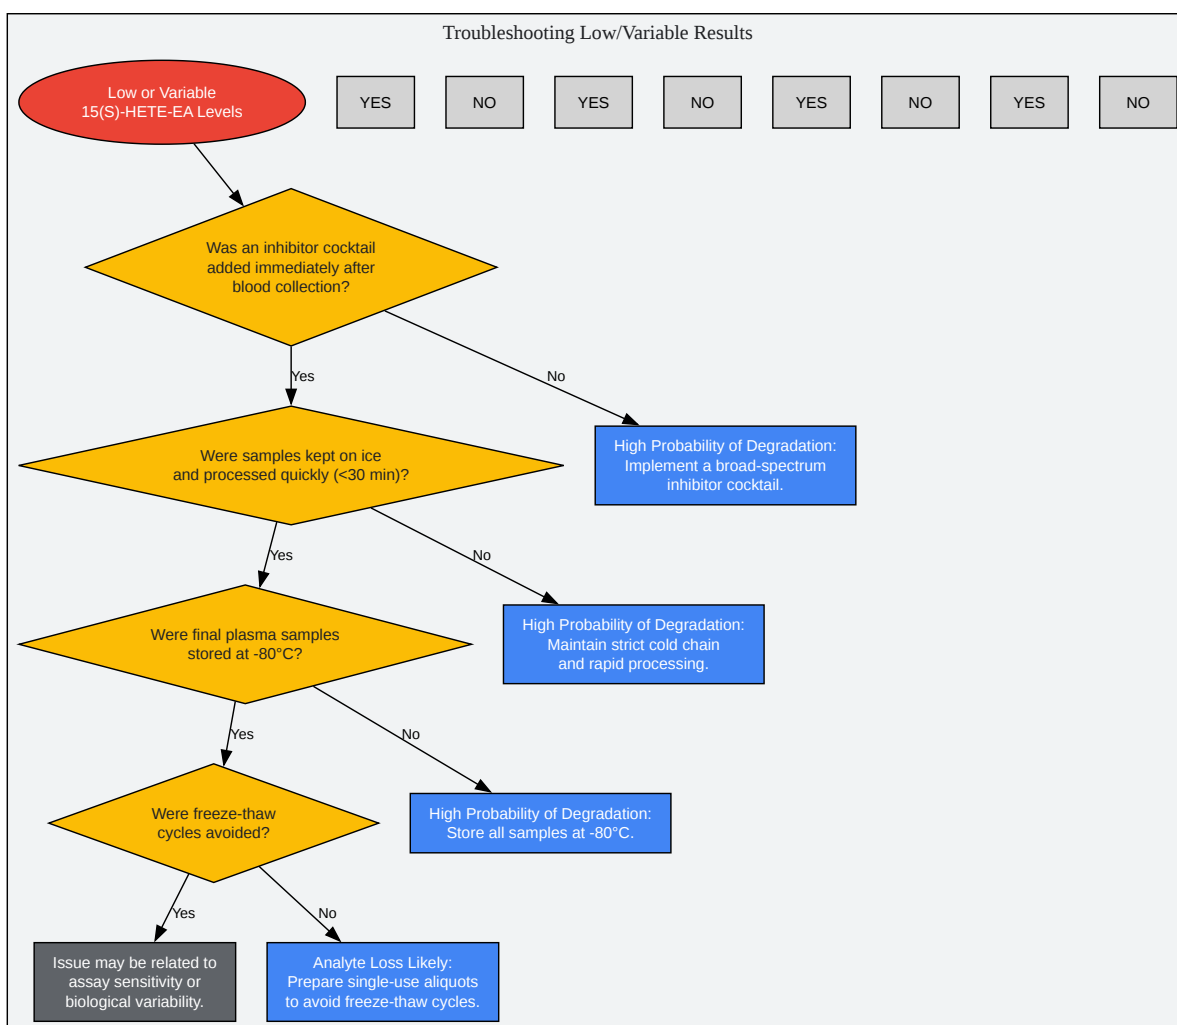 Troubleshooting Low/Variable Results
Low or Variable
15(S)-HETE-EA Levels
YES
NO
YES
NO
YES
NO
YES
NO
Was an inhibitor cocktail
added immediately after
blood collection?
Yes
No
Were samples kept on ice
and processed quickly (<30 min)?
High Probability of Degradation:
Implement a broad-spectrum
inhibitor cocktail.
Yes
No
Were final plasma samples
stored at -80°C?
High Probability of Degradation:
Maintain strict cold chain
and rapid processing.
Yes
No
Were freeze-thaw
cycles avoided?
High Probability of Degradation:
Store all samples at -80°C.
Yes
No
Issue may be related to
assay sensitivity or
biological variability.
Analyte Loss Likely:
Prepare single-use aliquots
to avoid freeze-thaw cycles.